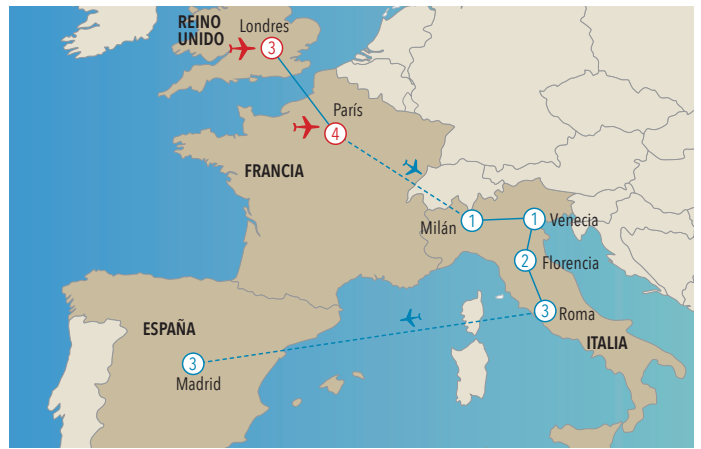 REINO
UNIDO
Londres
3
París
4
FRANCIA
Milán
1
1
Venecia
2
Florencia
3
Roma
ITALIA
ESPAÑA
3
Madrid